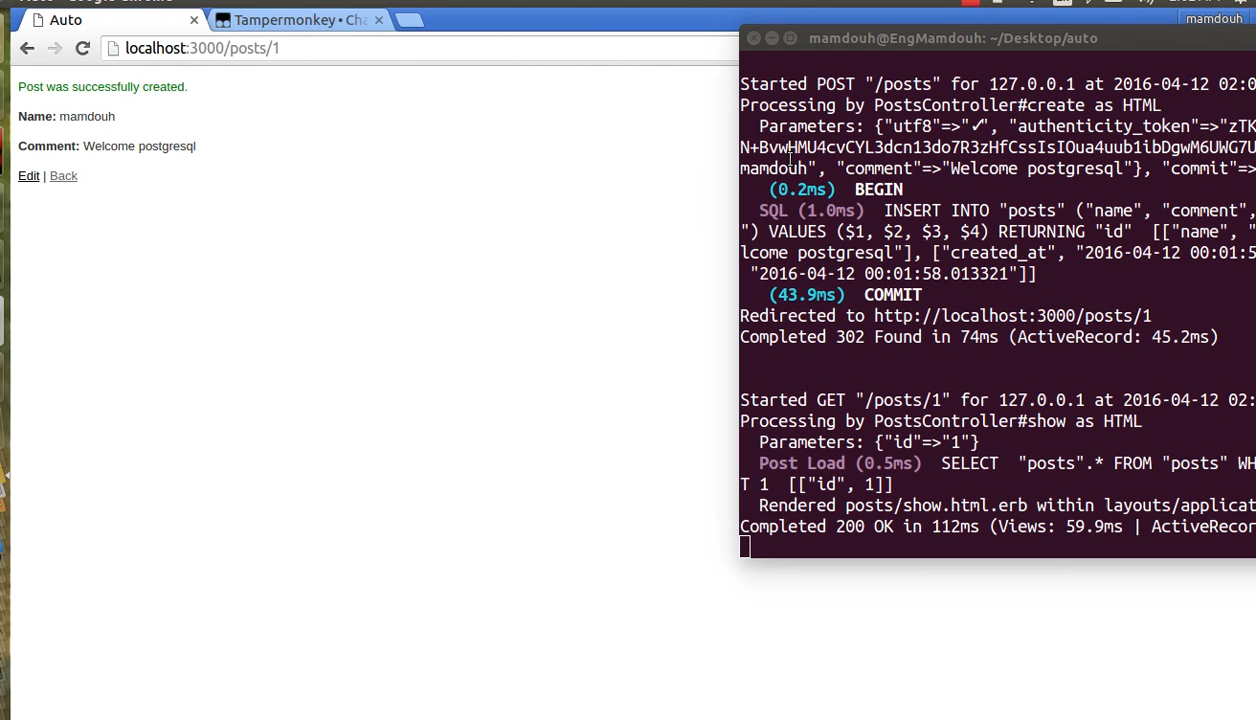 Auto
Tampermonkey • Cha
localhost:3000/posts/1
mamdouh
Post was successfully created.
Name: mamdouh
Comment: Welcome postgresql
Edit | Back
mamdouh@EngMamdouh: ~/Desktop/auto
Started POST "/posts" for 127.0.0.1 at 2016-04-12 02:0
Processing by PostsController#create as HTML
Parameters: {"utf8"=>"✓", "authenticity_token"=>"zTK
N+BvwHMU4cvCYL3dcn13do7R3zHfCssIsIOua4uub1ibDgwM6UWG7U
mamdouh", "comment"=>"Welcome postgresql"}, "commit"=>
(0.2ms) BEGIN
SQL (1.0ms) INSERT INTO "posts" ("name", "comment",
") VALUES ($1, $2, $3, $4) RETURNING "id" [["name", "
lcome postgresql"], ["created_at", "2016-04-12 00:01:5
"2016-04-12 00:01:58.013321"]]
(43.9ms) COMMIT
Redirected to http://localhost:3000/posts/1
Completed 302 Found in 74ms (ActiveRecord: 45.2ms)
Started GET "/posts/1" for 127.0.0.1 at 2016-04-12 02:
Processing by PostsController#show as HTML
Parameters: {"id"=>"1"}
Post Load (0.5ms) SELECT "posts".* FROM "posts" WH
T 1 [["id", 1]]
Rendered posts/show.html.erb within layouts/applicat
Completed 200 OK in 112ms (Views: 59.9ms | ActiveRecor